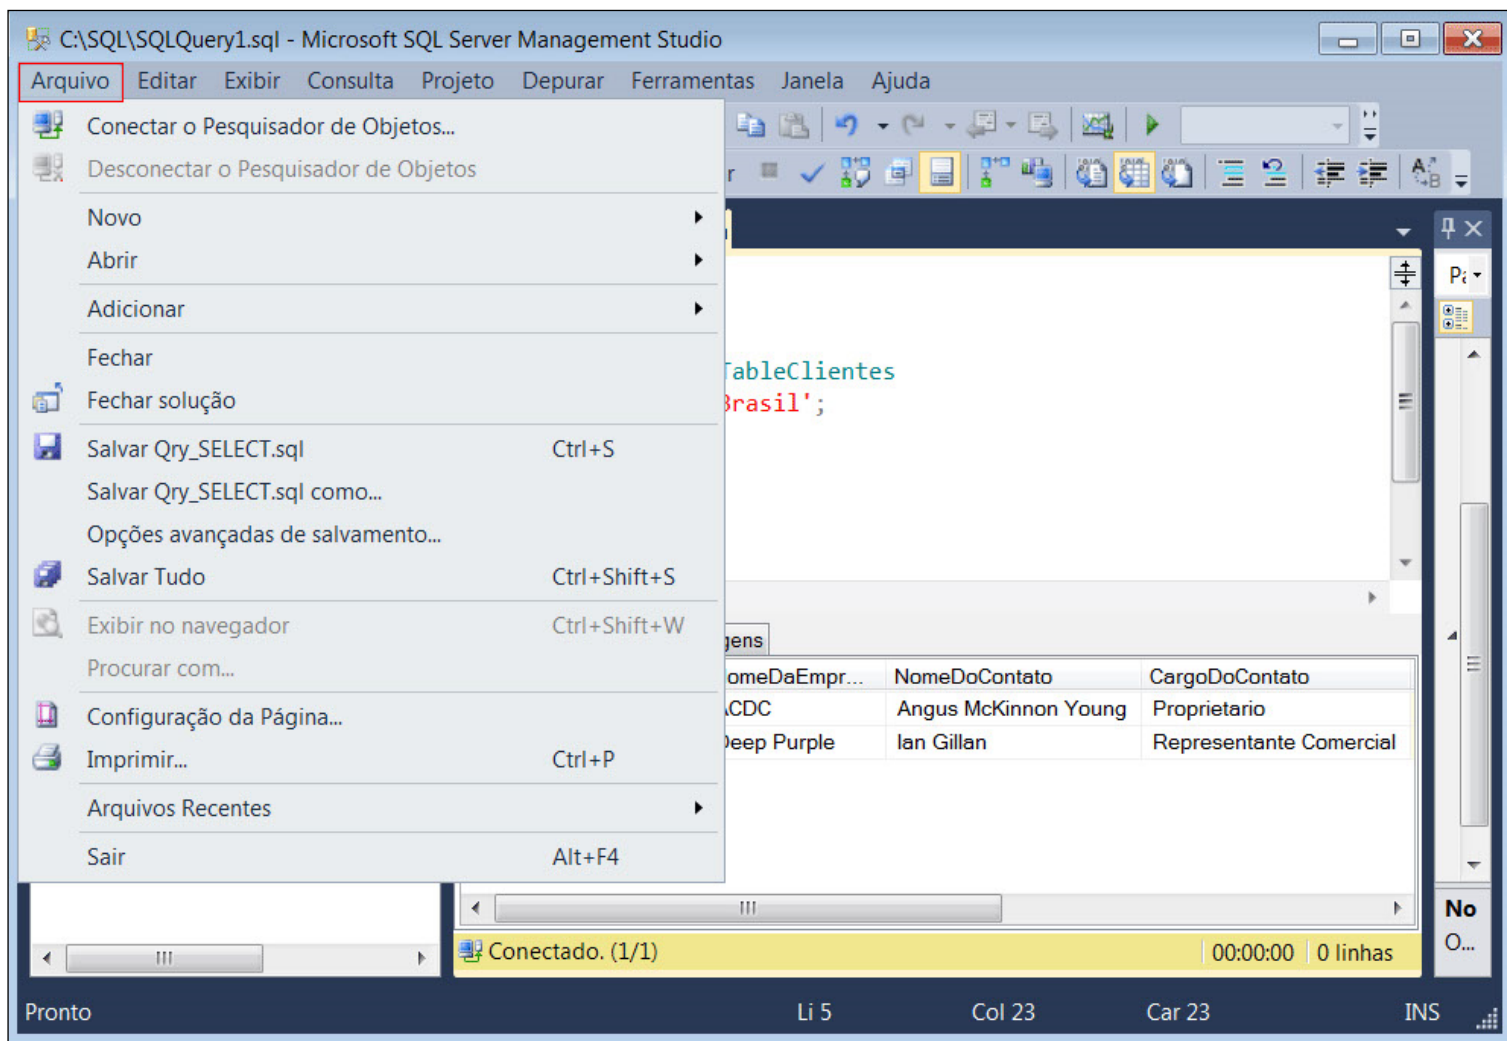 C:\SQL\SQLQuery1.sql - Microsoft SQL Server Management Studio
Arquivo Editar Exibir Consulta Projeto Depurar Ferramentas Janela Ajuda
Conectar o Pesquisador de Objetos...
Desconectar o Pesquisador de Objetos
Novo
Abrir
Adicionar
Fechar
Fechar solução
Salvar Qry_SELECT.sql Ctrl+S
Salvar Qry_SELECT.sql como...
Opções avançadas de salvamento...
Salvar Tudo Ctrl+Shift+S
Exibir no navegador Ctrl+Shift+W
Procurar com...
Configuração da Página...
Imprimir... Ctrl+P
Arquivos Recentes
Sair Alt+F4
TableClientes
Brasil';
gens
omeDaEmpr... NomeDoContato CargoDoContato
CDC Angus McKinnon Young Proprietario
Deep Purple Ian Gillan Representante Comercial
Conectado. (1/1) 00:00:00 0 linhas
No
O...
Pronto Li 5 Col 23 Car 23 INS